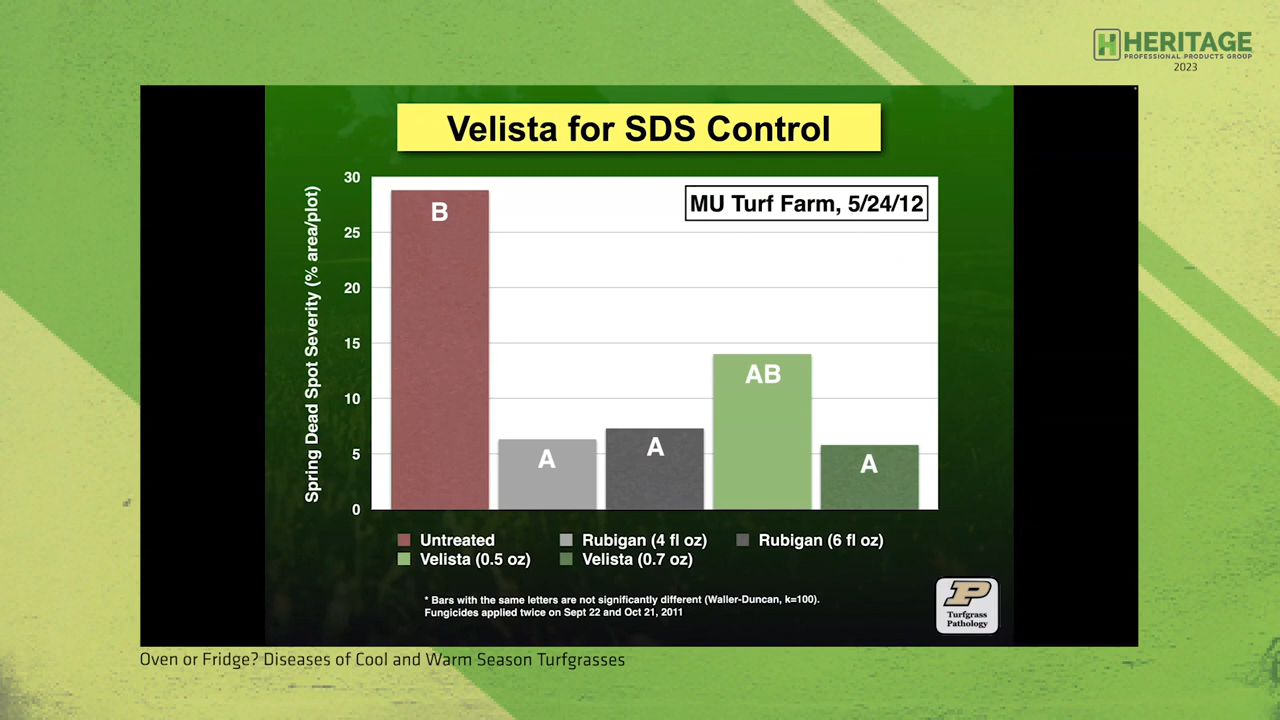 HERITAGE
PROFESSIONAL PRODUCTS GROUP
2023
Velista for SDS Control
MU Turf Farm, 5/24/12
Spring Dead Spot Severity (% area/plot)
30
25
20
15
10
5
0
B
A
A
AB
A
Untreated
Rubigan (4 fl oz)
Rubigan (6 fl oz)
Velista (0.5 oz)
Velista (0.7 oz)
* Bars with the same letters are not significantly different (Waller-Duncan, k=100).
Fungicides applied twice on Sept 22 and Oct 21, 2011
P
Turfgrass
Pathology
Oven or Fridge? Diseases of Cool and Warm Season Turfgrasses